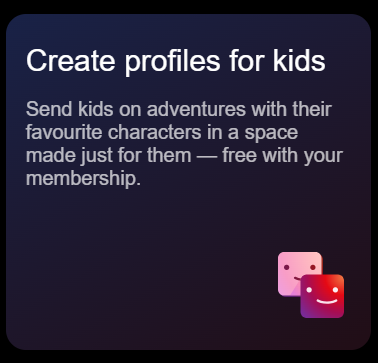 Create profiles for kids
Send kids on adventures with their
favourite characters in a space
made just for them — free with your
membership.